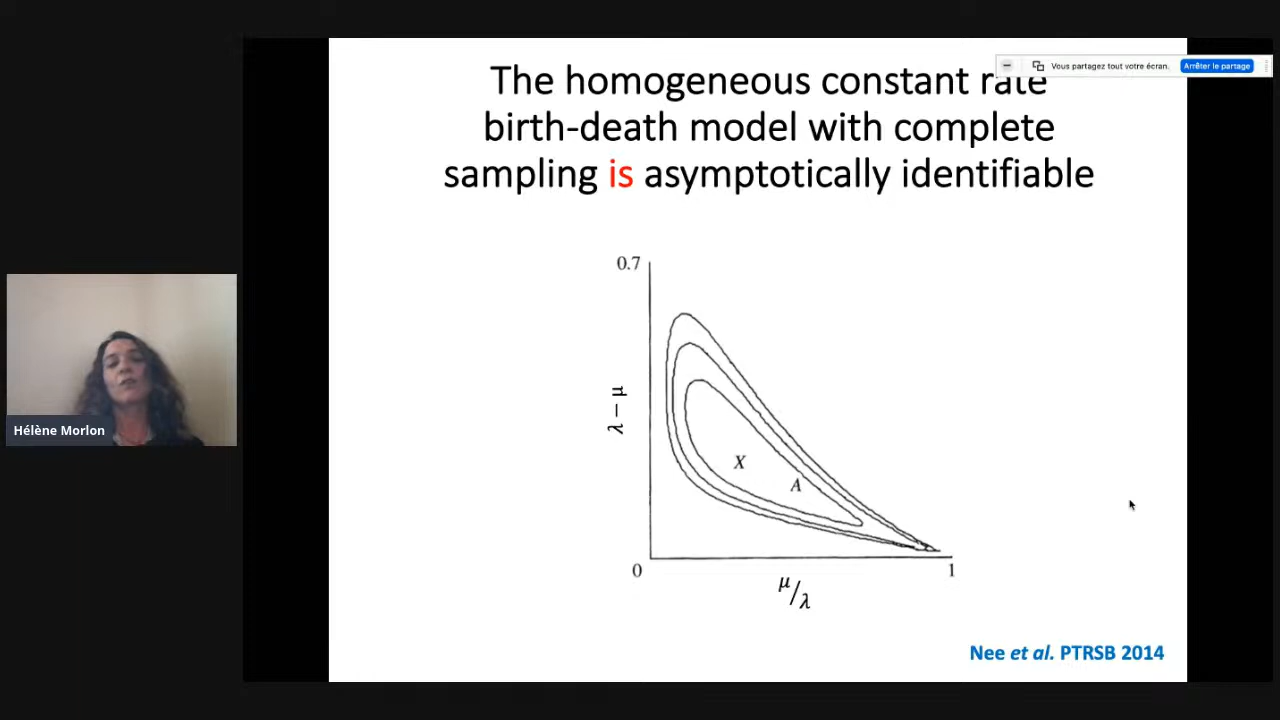 The homogeneous constant rate
birth-death model with complete
sampling is asymptotically identifiable
Vous partagez tout votre écran.
Arrêter le partage
0.7
λ – μ
X
A
0
1
μ/λ
Hélène Morlon
Nee et al. PTRSB 2014